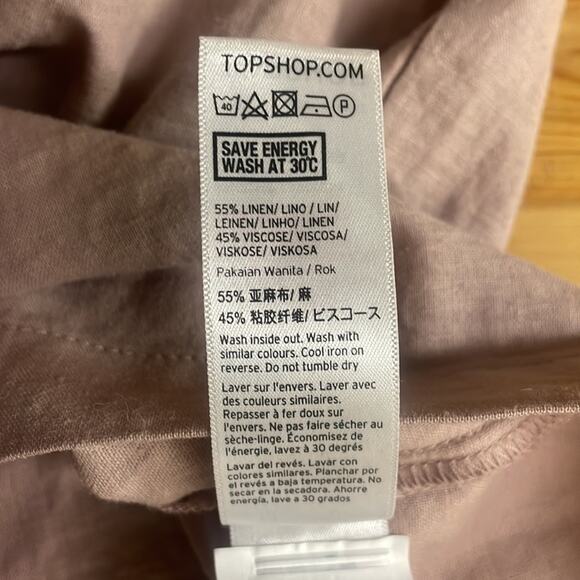 TOPSHOP.COM
40 P
SAVE ENERGY
WASH AT 30°C
55% LINEN/ LINO / LIN/
LEINEN/ LINHO/ LINEN
45% VISCOSE/ VISCOSA/
VISKOSE/ VISKOSA
Pakaian Wanita / Rok
55% 亚麻布/ 麻
45% 粘胶纤维/ ビスコース
Wash inside out. Wash with
similar colours. Cool iron on
reverse. Do not tumble dry
Laver sur l'envers. Laver avec
des couleurs similaires.
Repasser à fer doux sur
l'envers. Ne pas faire sécher au
sèche-linge. Économisez de
l'énergie, lavez à 30 degrés
Lavar del revés. Lavar con
colores similares. Planchar por
el revés a baja temperatura. No
secar en la secadora. Ahorre
energía, lave a 30 grados